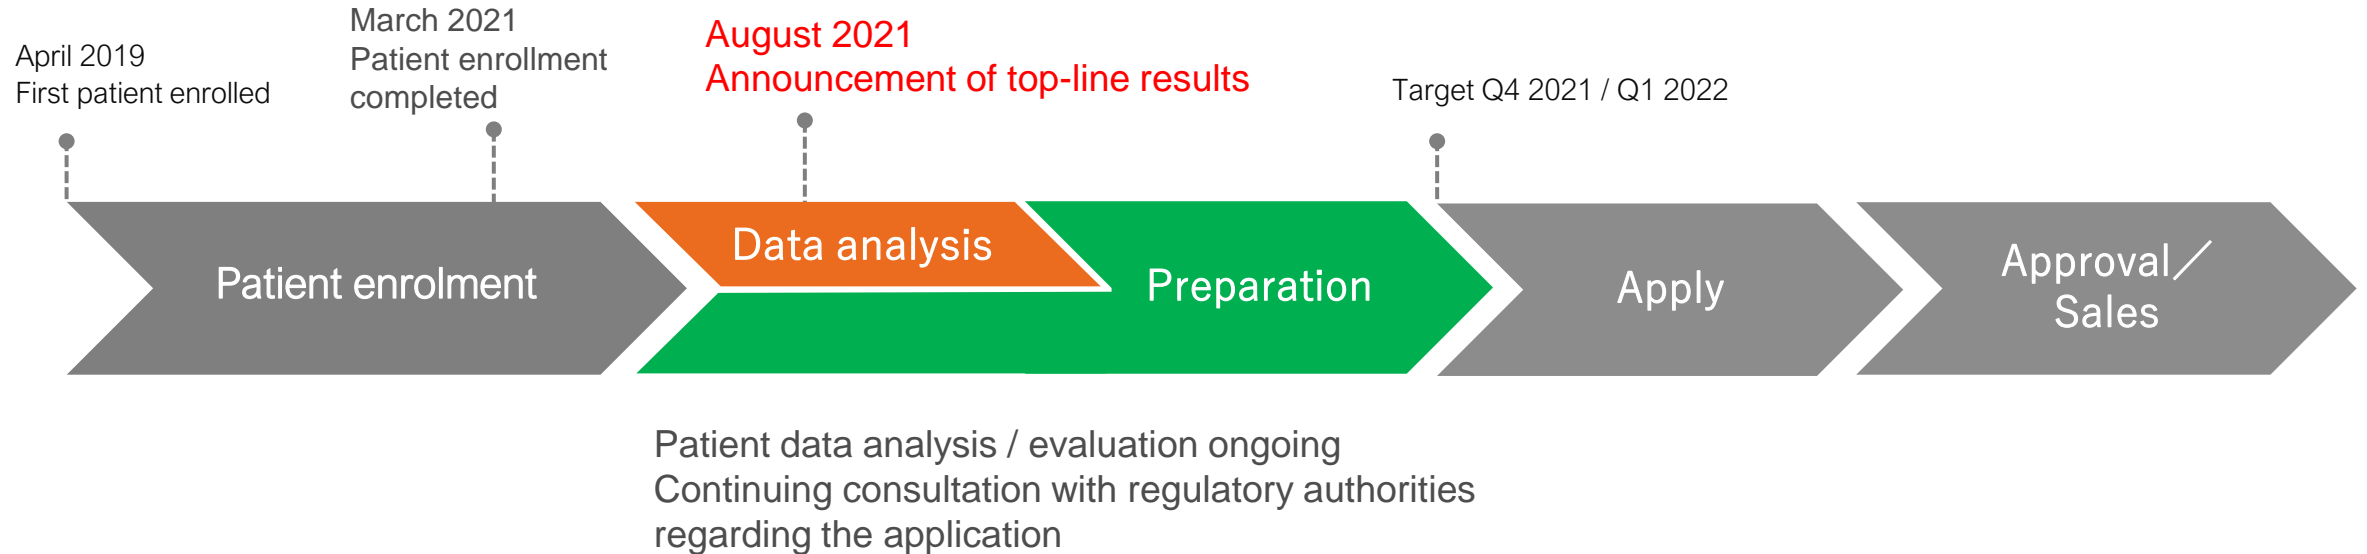 April 2019
First patient enrolled
March 2021
Patient enrollment
completed
August 2021
Announcement of top-line results
Target Q4 2021 / Q1 2022
Patient enrolment
Data analysis
Preparation
Apply
Approval／
Sales
Patient data analysis / evaluation ongoing
Continuing consultation with regulatory authorities
regarding the application